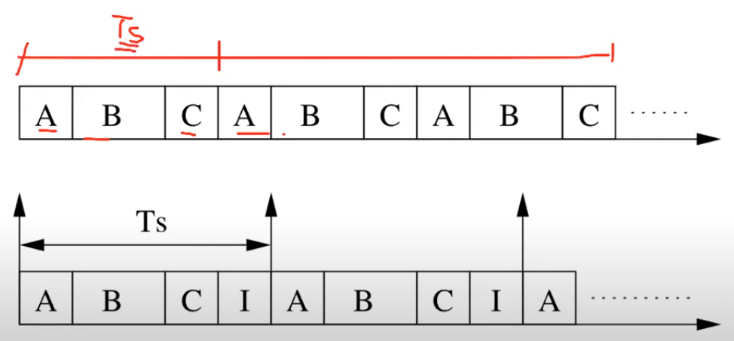 Ts
A B C A B C A B C ......
Ts
A B C I A B C I A ..........